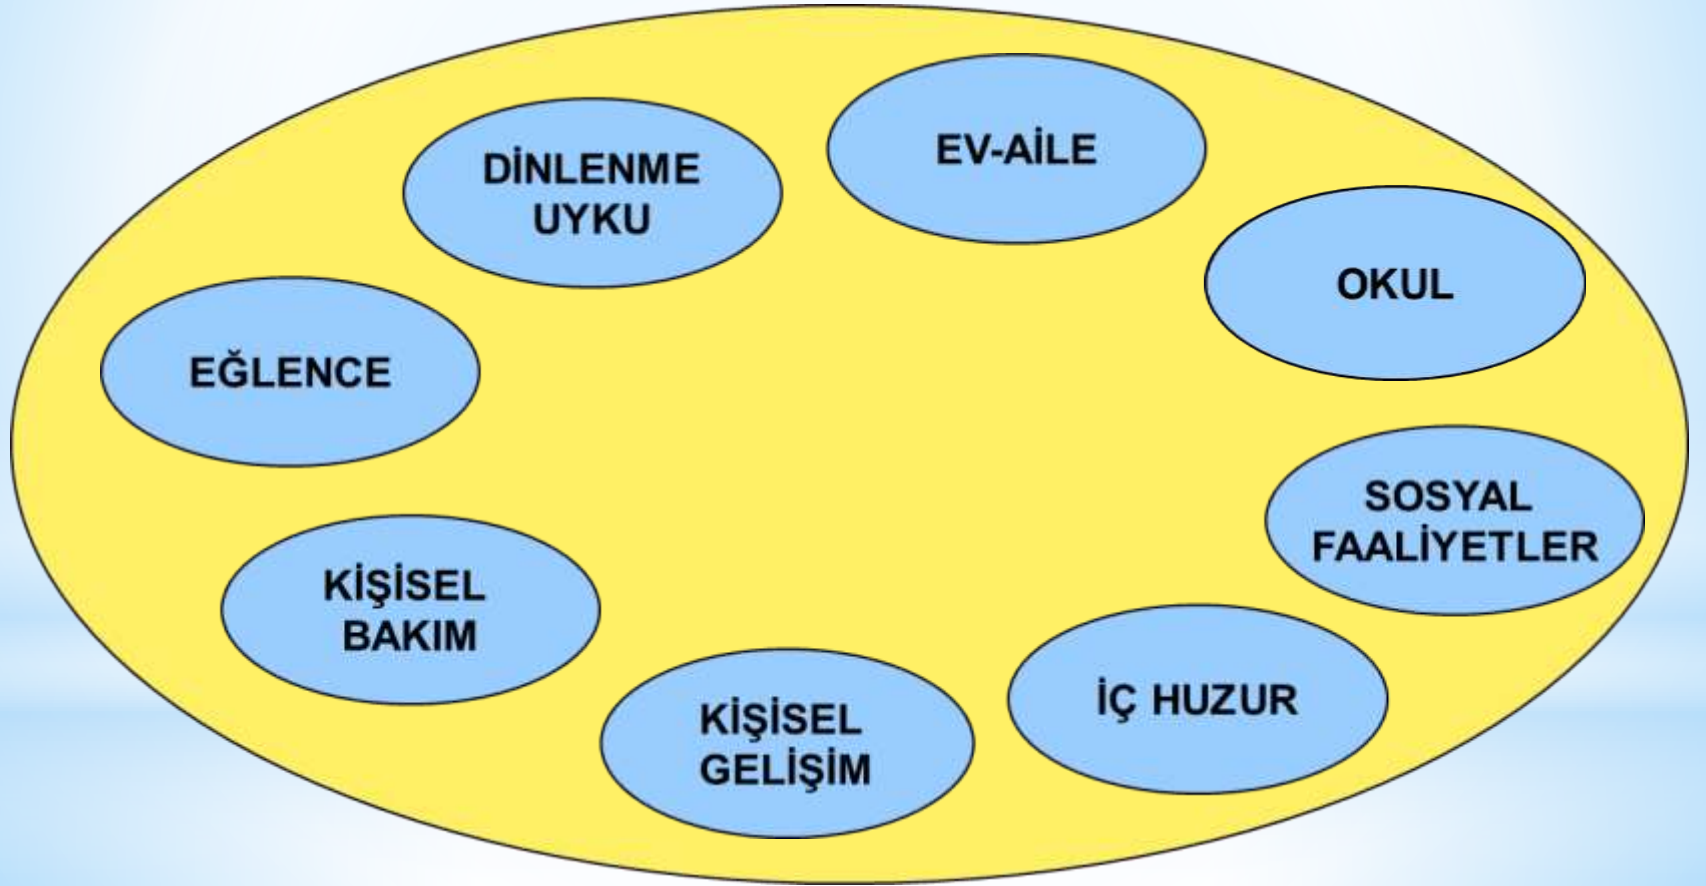 EV-AİLE
DİNLENME
UYKU
OKUL
EĞLENCE
SOSYAL
FAALİYETLER
KİŞİSEL
BAKIM
İÇ HUZUR
KİŞİSEL
GELİŞİM